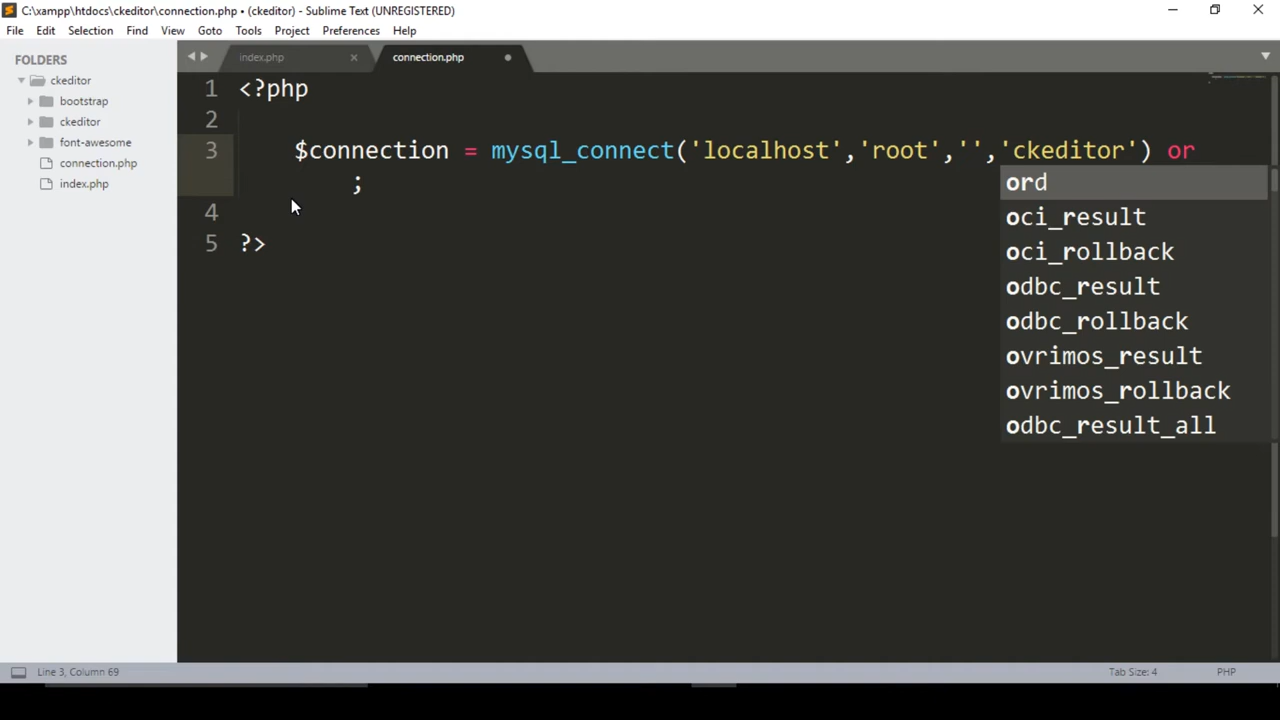 C:\xampp\htdocs\ckeditor\connection.php • (ckeditor) - Sublime Text (UNREGISTERED)
File Edit Selection Find View Goto Tools Project Preferences Help
FOLDERS
ckeditor
bootstrap
ckeditor
font-awesome
connection.php
index.php
index.php connection.php
1 <?php
2
3 $connection = mysql_connect('localhost','root','','ckeditor') or
;
4
5 ?>
ord
oci_result
oci_rollback
odbc_result
odbc_rollback
ovrimos_result
ovrimos_rollback
odbc_result_all
Line 3, Column 69 Tab Size: 4 PHP